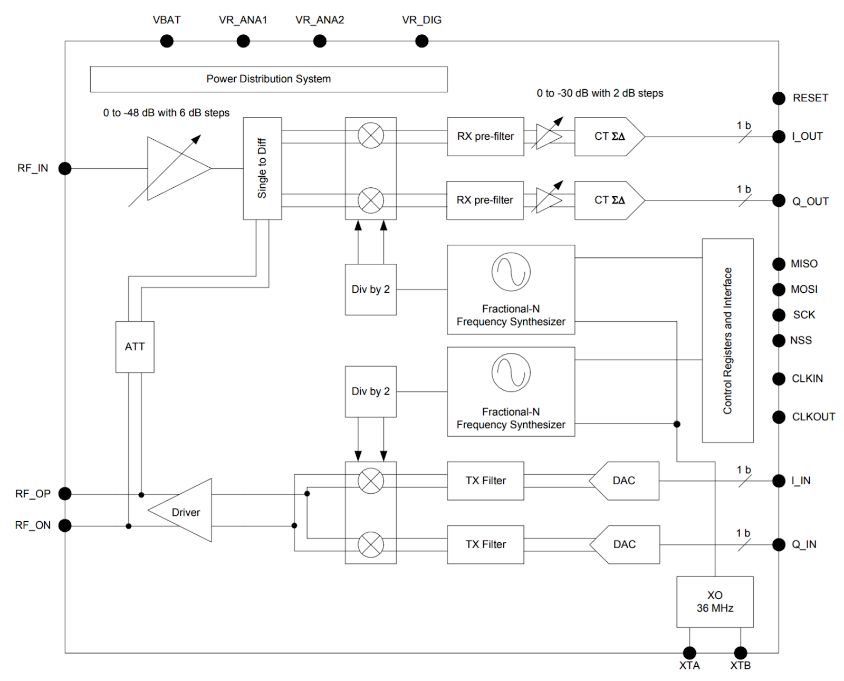 VBAT
VR_ANA1
VR_ANA2
VR_DIG
Power Distribution System
0 to -48 dB with 6 dB steps
0 to -30 dB with 2 dB steps
RESET
RF_IN
Single to Diff
RX pre-filter
CT ΣΔ
1 b
I_OUT
RX pre-filter
CT ΣΔ
1 b
Q_OUT
Div by 2
Fractional-N
Frequency Synthesizer
Control Registers and Interface
MISO
MOSI
SCK
NSS
CLKIN
CLKOUT
ATT
Div by 2
Fractional-N
Frequency Synthesizer
RF_OP
RF_ON
Driver
TX Filter
DAC
1 b
I_IN
TX Filter
DAC
1 b
Q_IN
XO
36 MHz
XTA
XTB